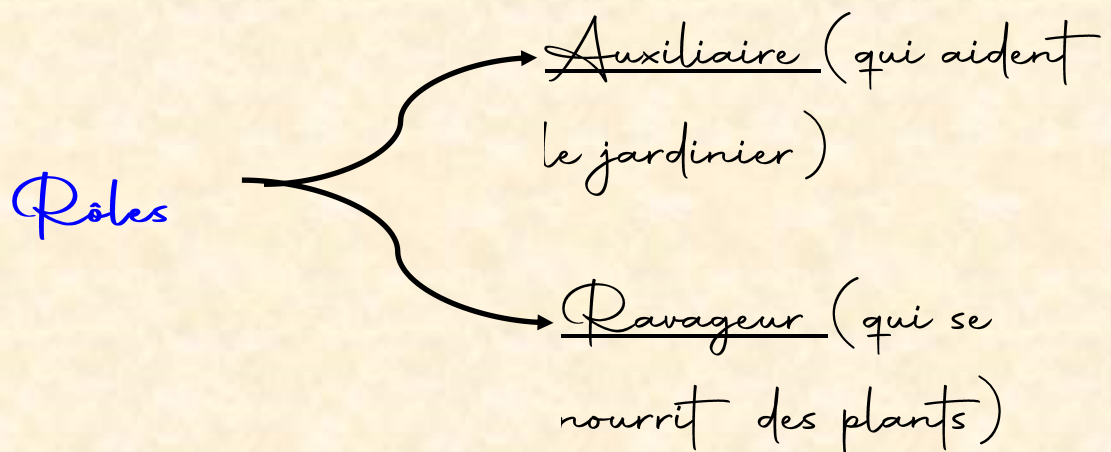 Auxiliaire (qui aident
le jardinier)
Rôles
Ravageur (qui se
nourrit des plants)